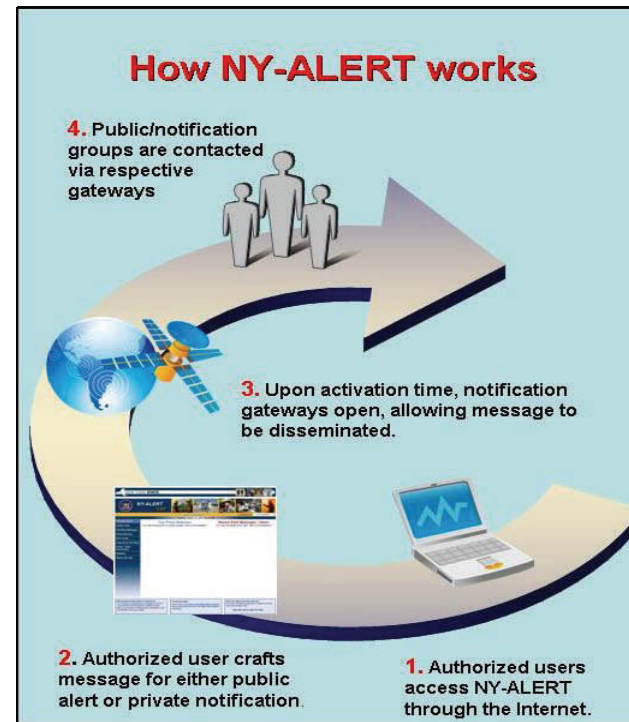 How NY-ALERT works
4. Public/notification
groups are contacted
via respective
gateways
3. Upon activation time, notification
gateways open, allowing message to
be disseminated.
NY-ALERT
2. Authorized user crafts
message for either public
alert or private notification.
1. Authorized users
access NY-ALERT
through the Internet.